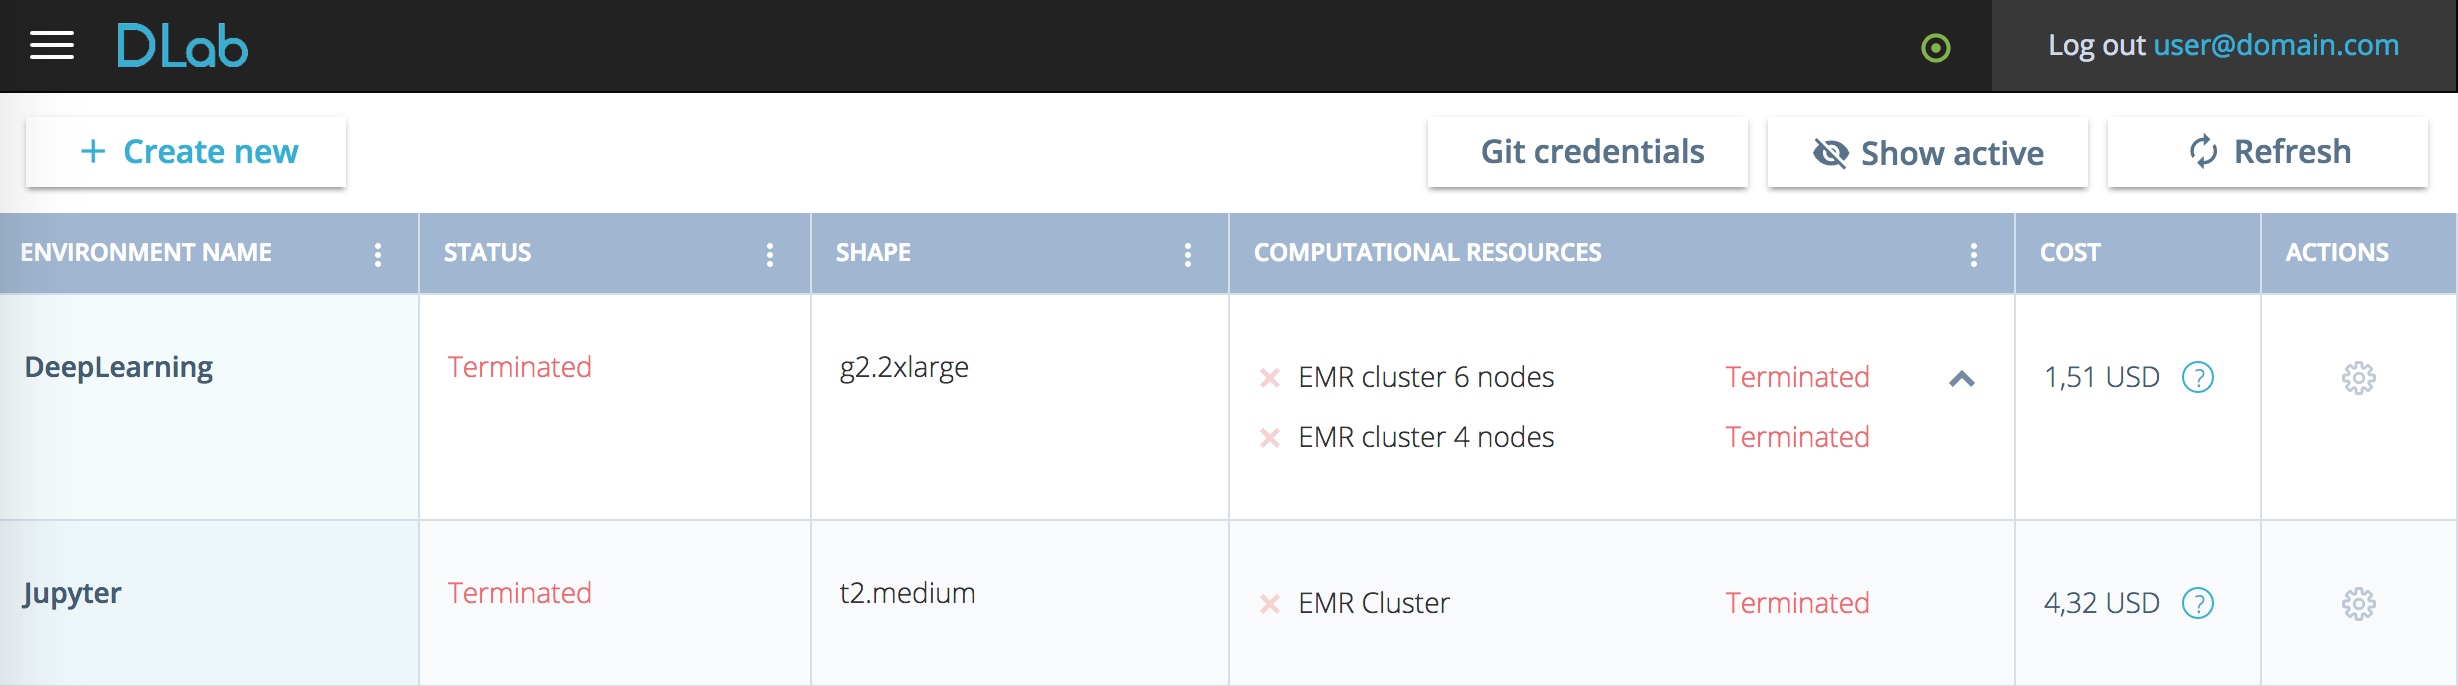 DLab Log out user@domain.com
+ Create new Git credentials Show active Refresh
ENVIRONMENT NAME STATUS SHAPE COMPUTATIONAL RESOURCES COST ACTIONS
DeepLearning Terminated g2.2xlarge EMR cluster 6 nodes Terminated 1,51 USD ?
EMR cluster 4 nodes Terminated
Jupyter Terminated t2.medium EMR Cluster Terminated 4,32 USD ?